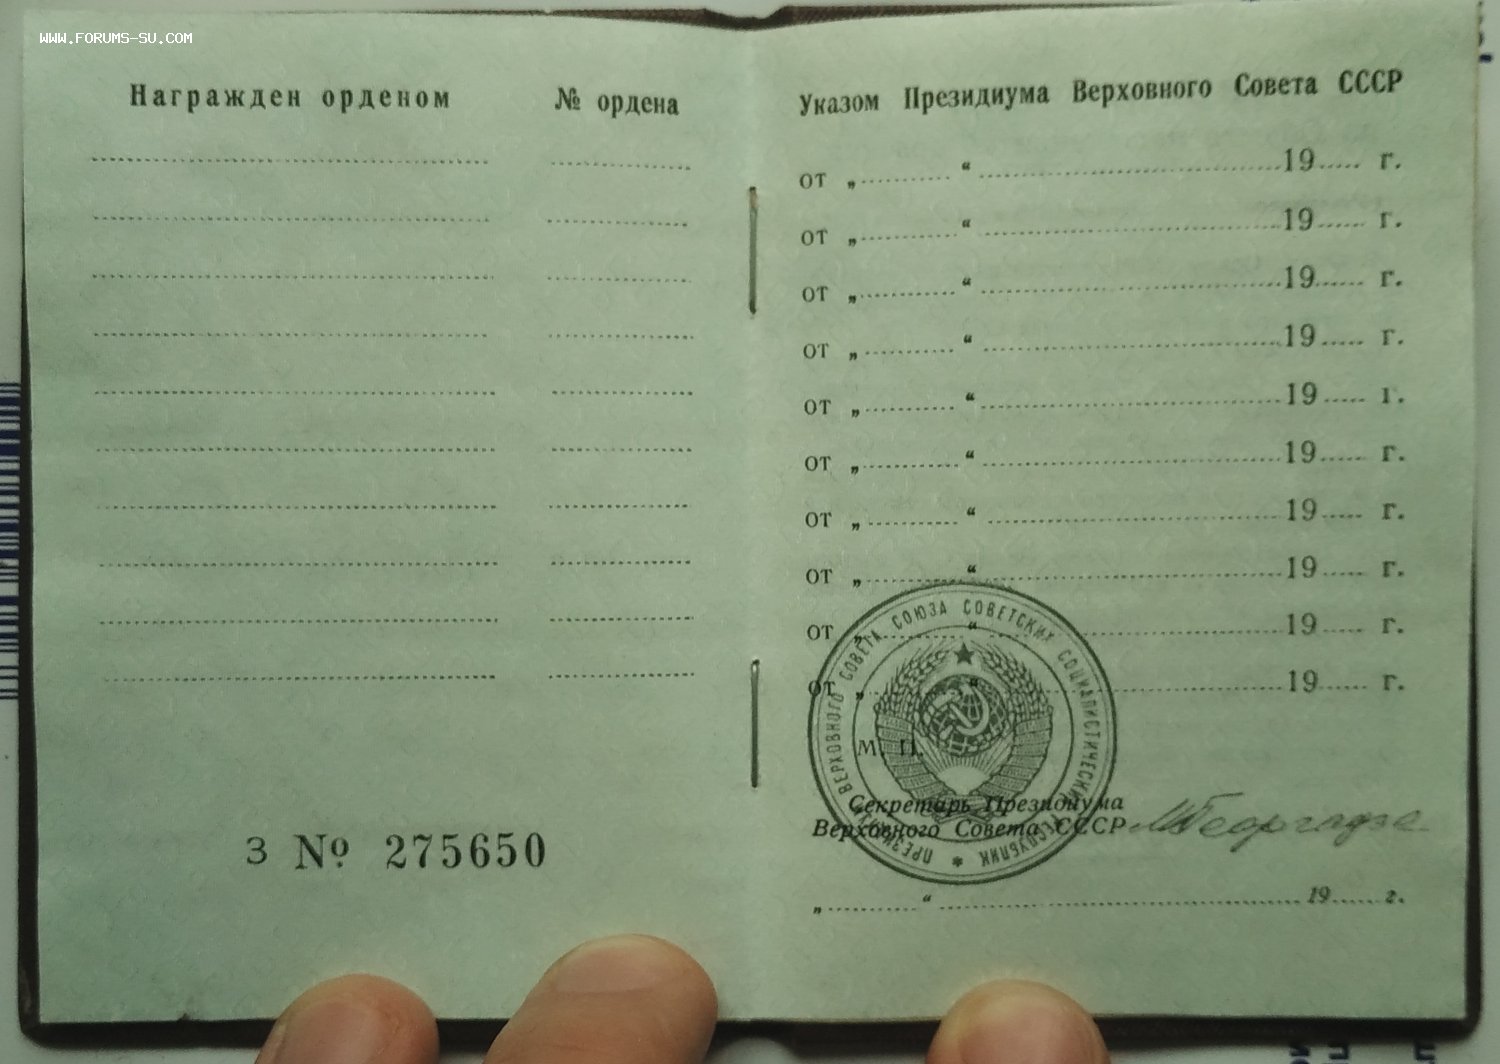 WWW.FORUMS-SU.COM
Награжден орденом № ордена
Указом Президиума Верховного Совета СССР
от „ “ 19 г.
от „ “ 19 г.
от „ “ 19 г.
от „ “ 19 г.
от „ “ 19 г.
от „ “ 19 г.
от „ “ 19 г.
от „ “ 19 г.
от „ “ 19 г.
от „ “ 19 г.
ПРЕЗИДИУМ ВЕРХОВНОГО СОВЕТА СОЮЗА СОВЕТСКИХ СОЦИАЛИСТИЧЕСКИХ РЕСПУБЛИК
М. П.
Секретарь Президиума
Верховного Совета СССР МГеоргадзе
„ “ 19 г.
З № 275650